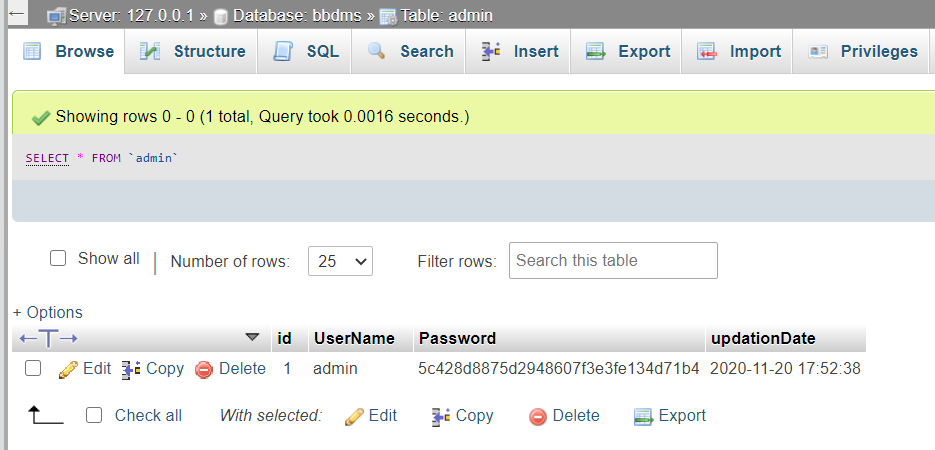 Server: 127.0.0.1 » Database: bbdms » Table: admin
Browse Structure SQL Search Insert Export Import Privileges
Showing rows 0 - 0 (1 total, Query took 0.0016 seconds.)
SELECT * FROM `admin`
Show all | Number of rows: 25 Filter rows: Search this table
+ Options
←T→ id UserName Password updationDate
Edit Copy Delete 1 admin 5c428d8875d2948607f3e3fe134d71b4 2020-11-20 17:52:38
Check all With selected: Edit Copy Delete Export